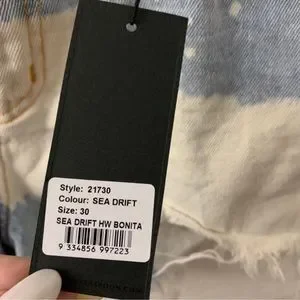 Style: 21730
Colour: SEA DRIFT
Size: 30
SEA DRIFT HW BONITA
9 334856 997223